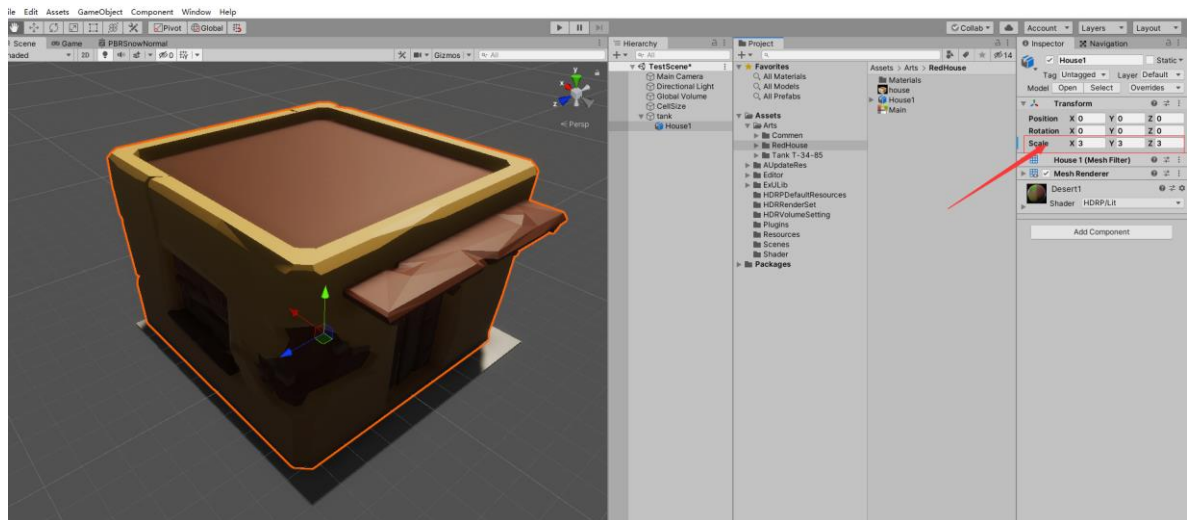 ile Edit Assets GameObject Component Window Help
Pivot Global Collab Account Layers Layout
Scene Game PBRSnowNormal
haded 2D 0 Gizmos All
y
x
z
< Persp
Hierarchy
All
TestScene*
Main Camera
Directional Light
Global Volume
CellSize
tank
House1
Project
14
Favorites
All Materials
All Models
All Prefabs
Assets
Arts
Commen
RedHouse
Tank T-34-85
AUpdateRes
Editor
ExULib
HDRPDefaultResources
HDRRenderSet
HDRVolumeSetting
Plugins
Resources
Scenes
Shader
Packages
Assets > Arts > RedHouse
Materials
house
House1
Main
Inspector Navigation
House1 Static
Tag Untagged Layer Default
Model Open Select Overrides
Transform
Position X 0 Y 0 Z 0
Rotation X 0 Y 0 Z 0
Scale X 3 Y 3 Z 3
House 1 (Mesh Filter)
Mesh Renderer
Desert1
Shader HDRP/Lit
Add Component